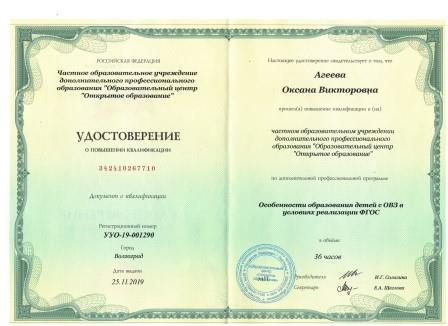 РОССИЙСКАЯ ФЕДЕРАЦИЯ
Частное образовательное учреждение
дополнительного профессионального
образования "Образовательный центр
"Открытое образование"
УДОСТОВЕРЕНИЕ
О ПОВЫШЕНИИ КВАЛИФИКАЦИИ
342410267710
Документ о квалификации
Регистрационный номер
УУО-19-001290
Город
Волгоград
Дата выдачи
25.11.2019
Настоящее удостоверение свидетельствует о том, что
Агеева
Оксана Викторовна
прошел(а) повышение квалификации в (на)
частном образовательном учреждении
дополнительного профессионального
образования "Образовательный центр
"Открытое образование"
по дополнительной профессиональной программе
Особенности образования детей с ОВЗ в
условиях реализации ФГОС
в объёме
36 часов
Руководитель
Секретарь
Е.А. Щеглова